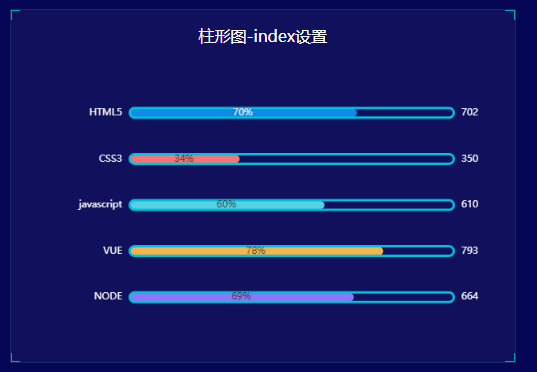 柱形图-index设置
HTML5 70% 702
CSS3 34% 350
javascript 60% 610
VUE 78% 793
NODE 69% 664